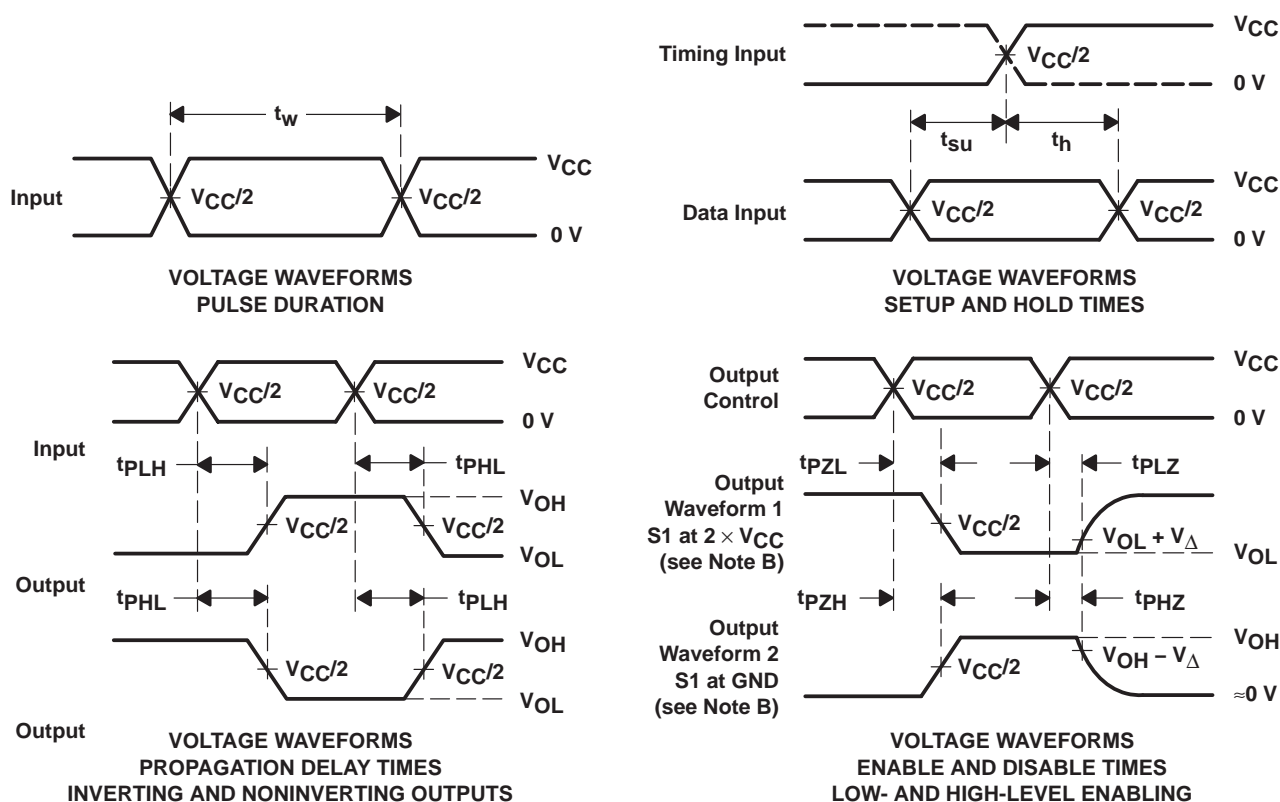 tw
Input
VCC/2
VCC/2
VCC
0 V
VOLTAGE WAVEFORMS
PULSE DURATION
Timing Input
VCC/2
VCC
0 V
tsu
th
Data Input
VCC/2
VCC/2
VCC
0 V
VOLTAGE WAVEFORMS
SETUP AND HOLD TIMES
Input
VCC/2
VCC/2
VCC
0 V
tPLH
tPHL
Output
VCC/2
VCC/2
VOH
VOL
tPHL
tPLH
Output
VCC/2
VCC/2
VOH
VOL
VOLTAGE WAVEFORMS
PROPAGATION DELAY TIMES
INVERTING AND NONINVERTING OUTPUTS
Output
Control
VCC/2
VCC/2
VCC
0 V
tPZL
tPLZ
Output
Waveform 1
S1 at 2 × VCC
(see Note B)
VCC/2
VOL + VΔ
VOL
tPZH
tPHZ
Output
Waveform 2
S1 at GND
(see Note B)
VCC/2
VOH
VOH − VΔ
≈0 V
VOLTAGE WAVEFORMS
ENABLE AND DISABLE TIMES
LOW- AND HIGH-LEVEL ENABLING